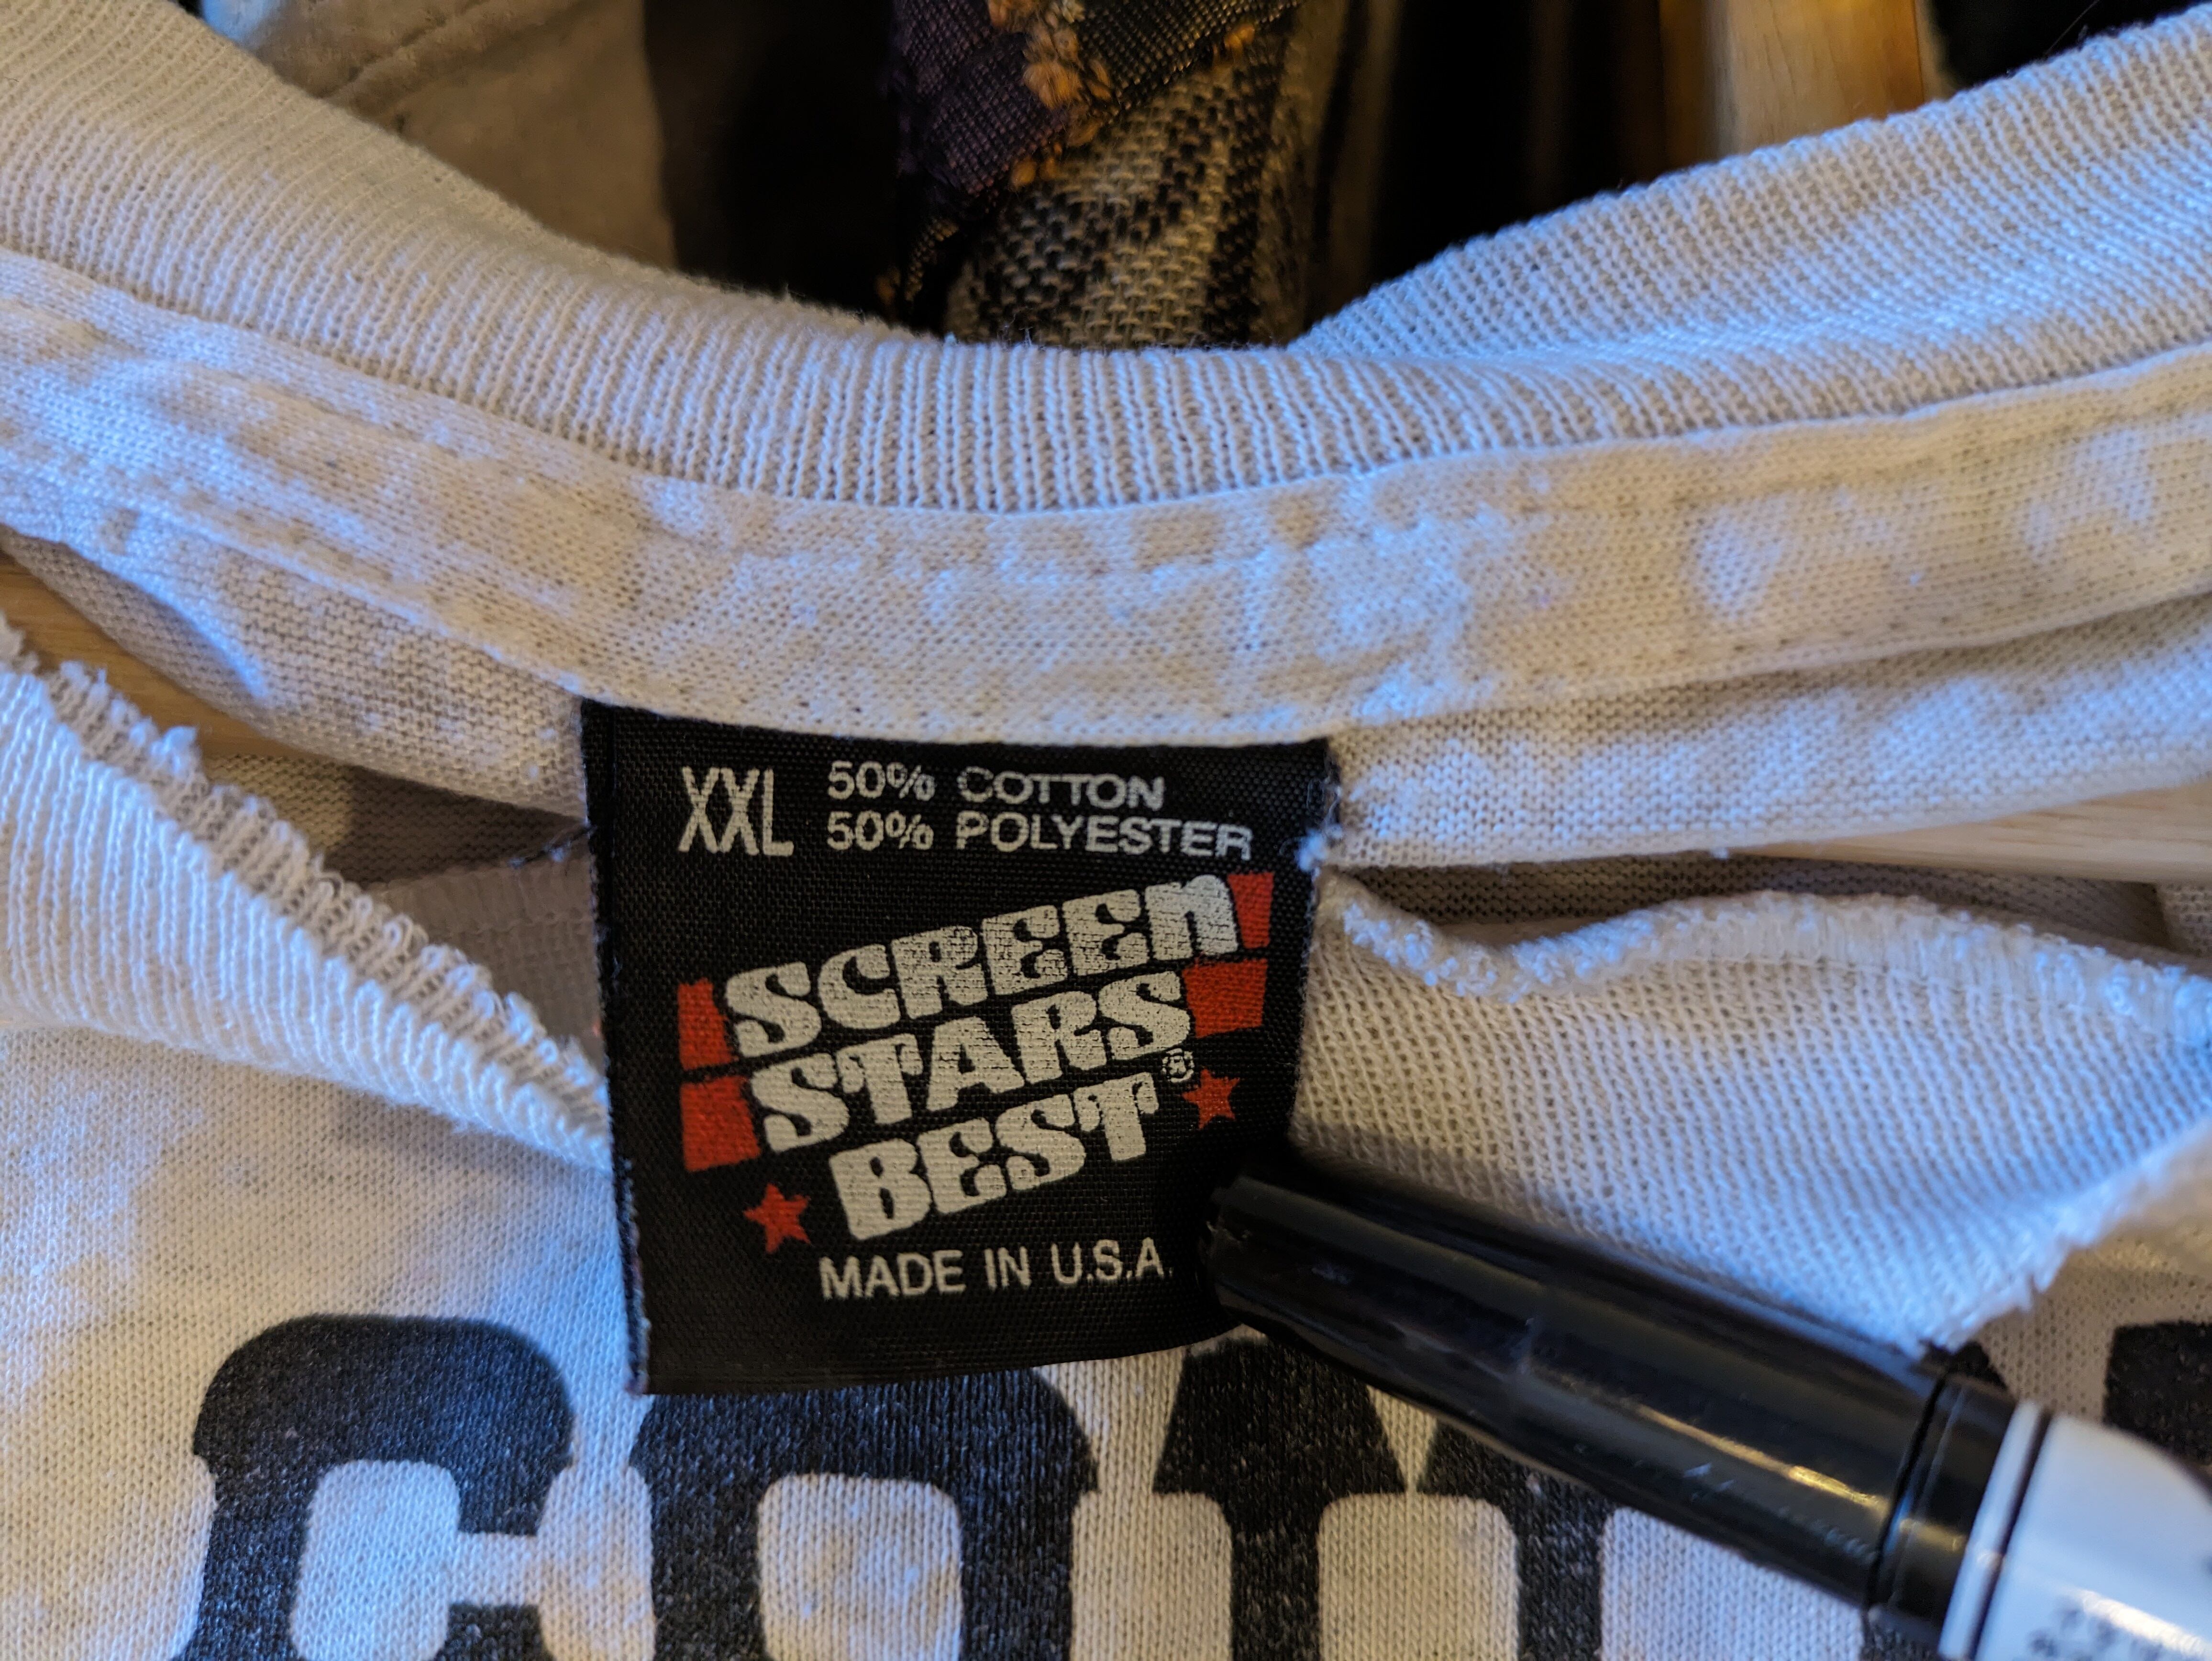 XXL 50% COTTON
50% POLYESTER
SCREEN
STARS
BEST®
MADE IN U.S.A.